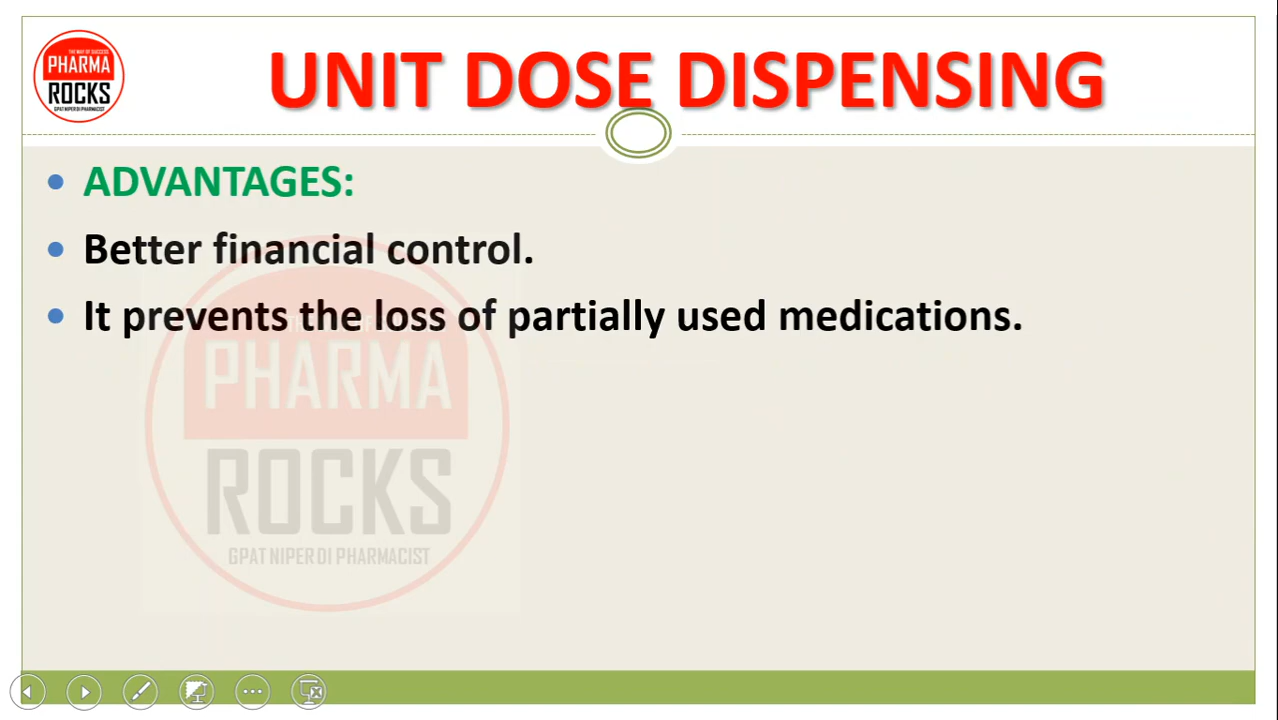 THE WAY OF SUCCESS
PHARMA
ROCKS
GPAT NIPER DI PHARMACIST
UNIT DOSE DISPENSING
• ADVANTAGES:
• Better financial control.
• It prevents the loss of partially used medications.
PHARMA
ROCKS
GPAT NIPER DI PHARMACIST